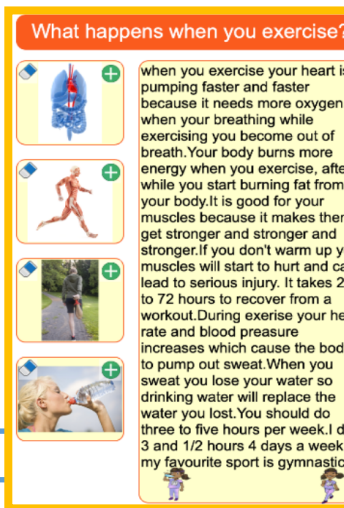 What happens when you exercise?
when you exercise your heart is
pumping faster and faster
because it needs more oxygen
when your breathing while
exercising you become out of
breath.Your body burns more
energy when you exercise, after
while you start burning fat from
your body.It is good for your
muscles because it makes them
get stronger and stronger and
stronger.If you don't warm up
muscles will start to hurt and
lead to serious injury. It takes
to 72 hours to recover from a
workout.During exerise your
rate and blood preasure
increases which cause the
to pump out sweat.When you
sweat you lose your water so
drinking water will replace the
water you lost.You should do
three to five hours per week.I
3 and 1/2 hours 4 days a week
my favourite sport is